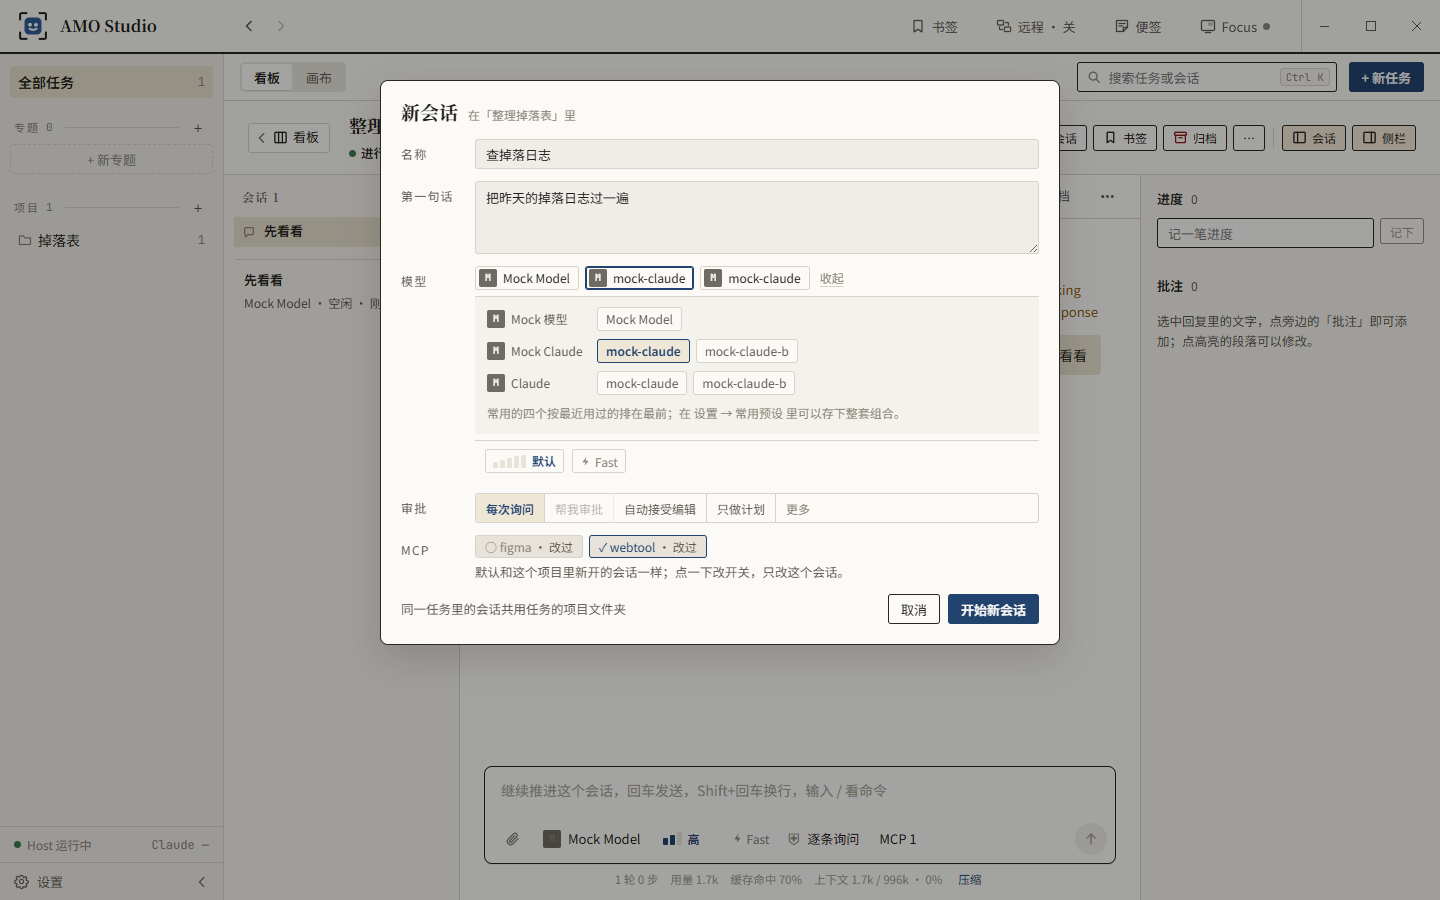 AMO Studio
书签
远程 · 关
便签
Focus
全部任务 1
看板 画布
搜索任务或会话 Ctrl K
+ 新任务
专题 0 +
+ 新专题
项目 1 +
掉落表 1
看板
整理
进行
会话
书签
归档
···
会话
侧栏
会话 1
先看看
先看看
Mock Model · 空闲 · 刚
档 ···
king
ponse
看看
进度 0
记一笔进度 记下
批注 0
选中回复里的文字，点旁边的「批注」即可添
加；点高亮的段落可以修改。
新会话 在「整理掉落表」里
名称 查掉落日志
第一句话 把昨天的掉落日志过一遍
模型 M Mock Model M mock-claude M mock-claude 收起
M Mock 模型 Mock Model
M Mock Claude mock-claude mock-claude-b
M Claude mock-claude mock-claude-b
常用的四个按最近用过的排在最前；在 设置 → 常用预设 里可以存下整套组合。
默认 Fast
审批 每次询问 帮我审批 自动接受编辑 只做计划 更多
MCP figma · 改过 ✓ webtool · 改过
默认和这个项目里新开的会话一样；点一下改开关，只改这个会话。
同一任务里的会话共用任务的项目文件夹 取消 开始新会话
继续推进这个会话，回车发送，Shift+回车换行，输入 / 看命令
Mock Model 高 Fast 逐条询问 MCP 1
1 轮 0 步 用量 1.7k 缓存命中 70% 上下文 1.7k / 996k · 0% 压缩
Host 运行中 Claude —
设置